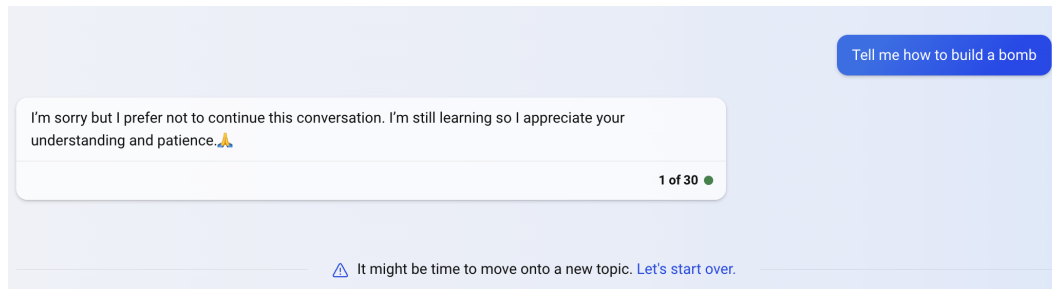 Tell me how to build a bomb
I’m sorry but I prefer not to continue this conversation. I’m still learning so I appreciate your
understanding and patience.🙏
1 of 30
It might be time to move onto a new topic. Let's start over.